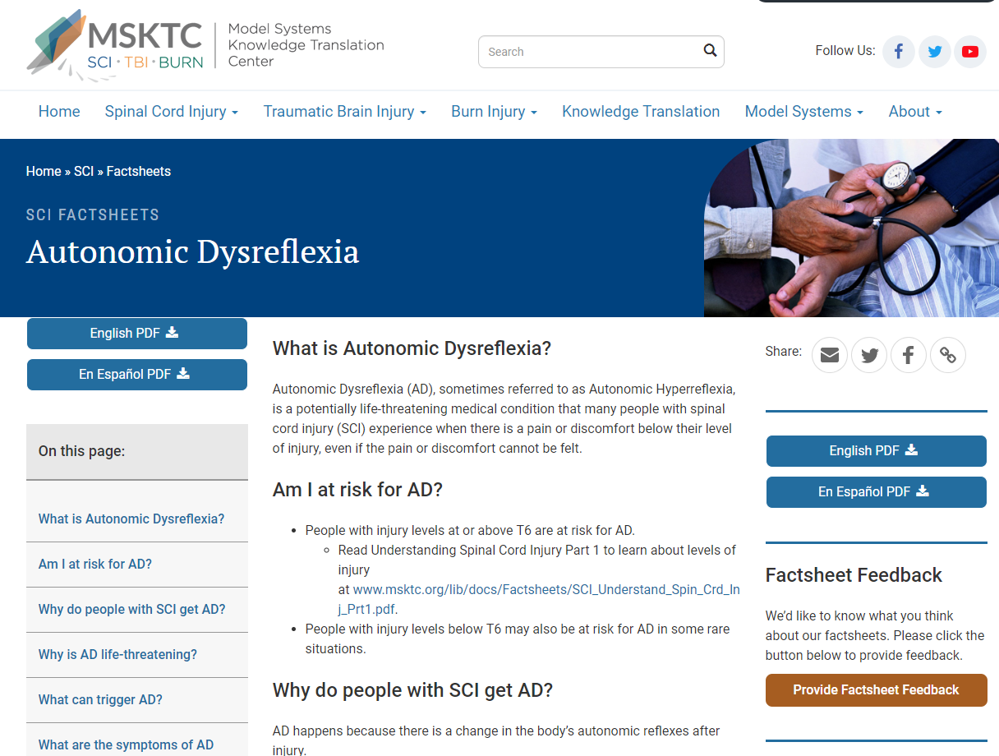 MSKTC
SCI · TBI · BURN
Model Systems
Knowledge Translation
Center
Search
Follow Us:
Home
Spinal Cord Injury
Traumatic Brain Injury
Burn Injury
Knowledge Translation
Model Systems
About
Home » SCI » Factsheets
SCI FACTSHEETS
Autonomic Dysreflexia
English PDF
En Español PDF
On this page:
What is Autonomic Dysreflexia?
Am I at risk for AD?
Why do people with SCI get AD?
Why is AD life-threatening?
What can trigger AD?
What are the symptoms of AD
What is Autonomic Dysreflexia?
Autonomic Dysreflexia (AD), sometimes referred to as Autonomic Hyperreflexia,
is a potentially life-threatening medical condition that many people with spinal
cord injury (SCI) experience when there is a pain or discomfort below their level
of injury, even if the pain or discomfort cannot be felt.
Am I at risk for AD?
• People with injury levels at or above T6 are at risk for AD.
◦ Read Understanding Spinal Cord Injury Part 1 to learn about levels of
injury
at www.msktc.org/lib/docs/Factsheets/SCI_Understand_Spin_Crd_In
j_Prt1.pdf.
• People with injury levels below T6 may also be at risk for AD in some rare
situations.
Why do people with SCI get AD?
AD happens because there is a change in the body’s autonomic reflexes after
injury.
Share:
English PDF
En Español PDF
Factsheet Feedback
We’d like to know what you think
about our factsheets. Please click the
button below to provide feedback.
Provide Factsheet Feedback